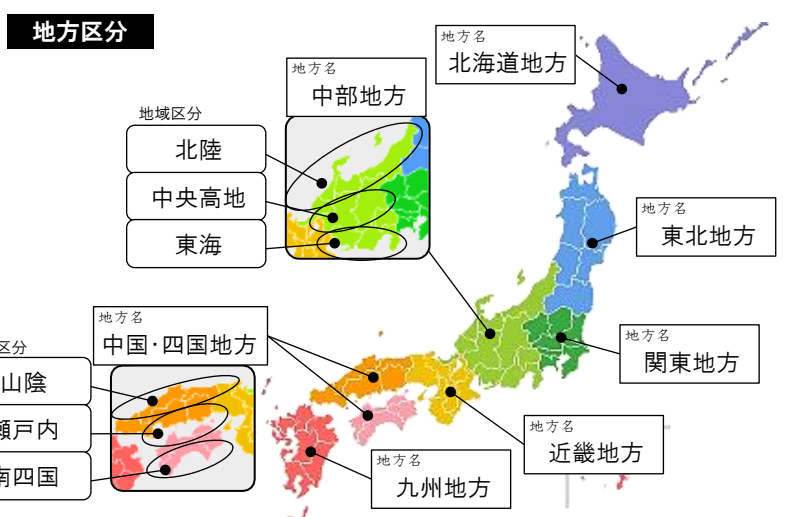 地方区分
地方名
北海道地方
地方名
中部地方
地域区分
北陸
中央高地
東海
地方名
東北地方
地方名
中国･四国地方
区分
山陰
瀬戸内
南四国
地方名
関東地方
地方名
近畿地方
地方名
九州地方